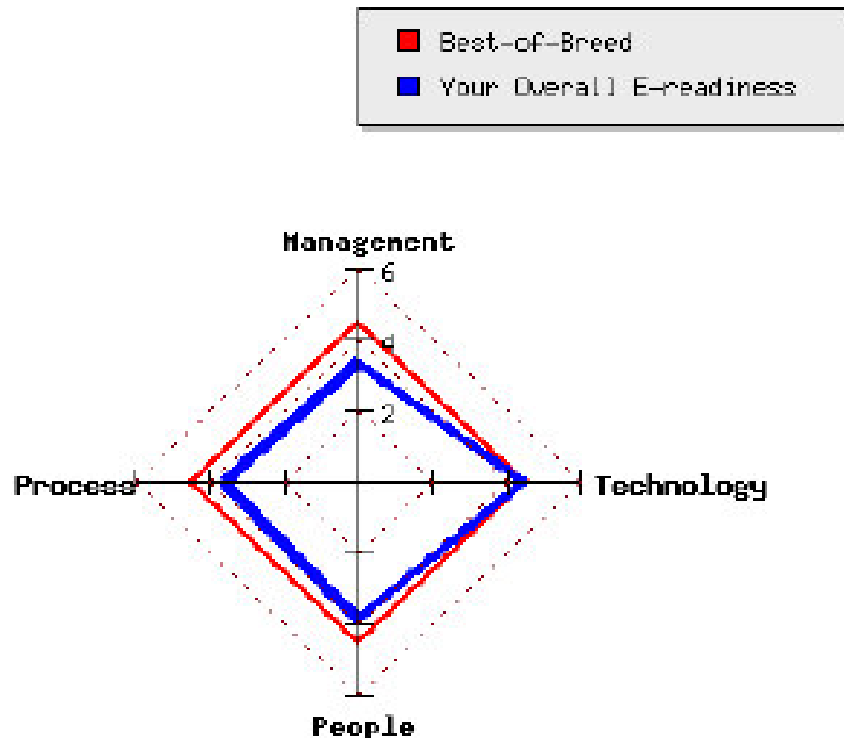 Best-of-Breed
Your Overall E-readiness
Management
6
4
2
Process
Technology
People